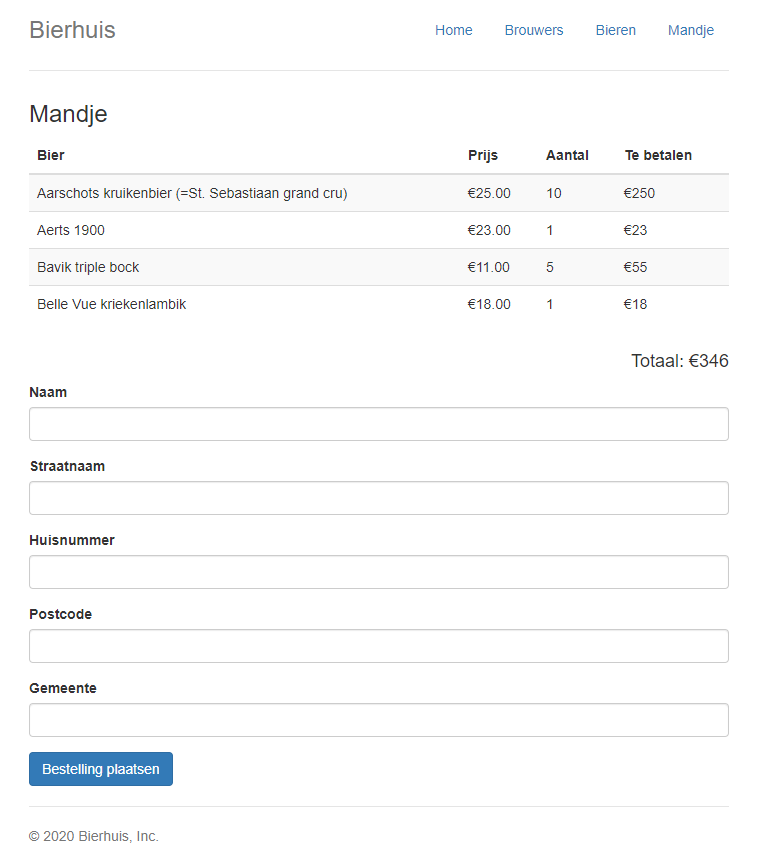 Bierhuis Home Brouwers Bieren Mandje
Mandje
Bier Prijs Aantal Te betalen
Aarschots kruikenbier (=St. Sebastiaan grand cru) €25.00 10 €250
Aerts 1900 €23.00 1 €23
Bavik triple bock €11.00 5 €55
Belle Vue kriekenlambik €18.00 1 €18
Totaal: €346
Naam
Straatnaam
Huisnummer
Postcode
Gemeente
Bestelling plaatsen
© 2020 Bierhuis, Inc.